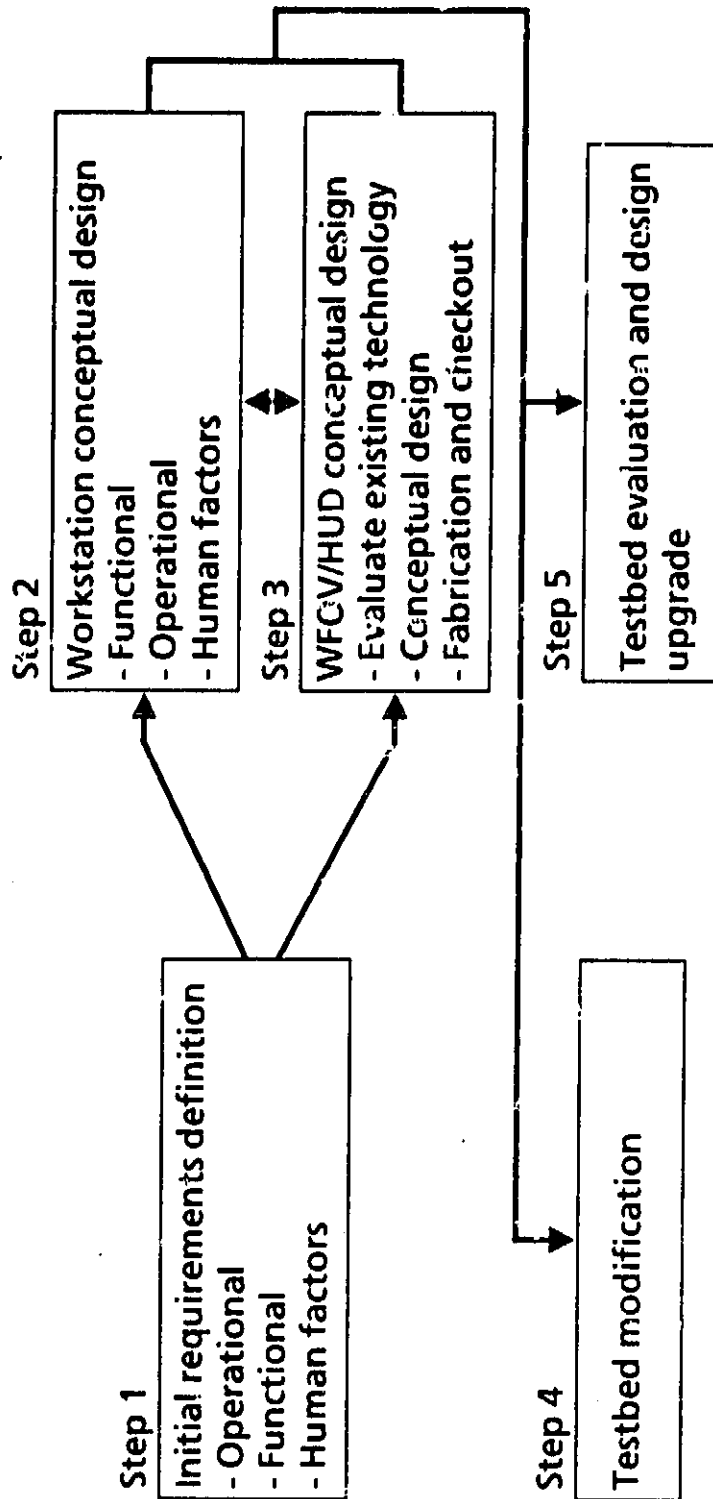 Step 1
Initial requirements definition
- Operational
- Functional
- Human factors
Step 2
Workstation conceptual design
- Functional
- Operational
- Human factors
Step 3
WFOV/HUD conceptual design
- Evaluate existing technology
- Conceptual design
- Fabrication and checkout
Step 4
Testbed modification
Step 5
Testbed evaluation and design
upgrade